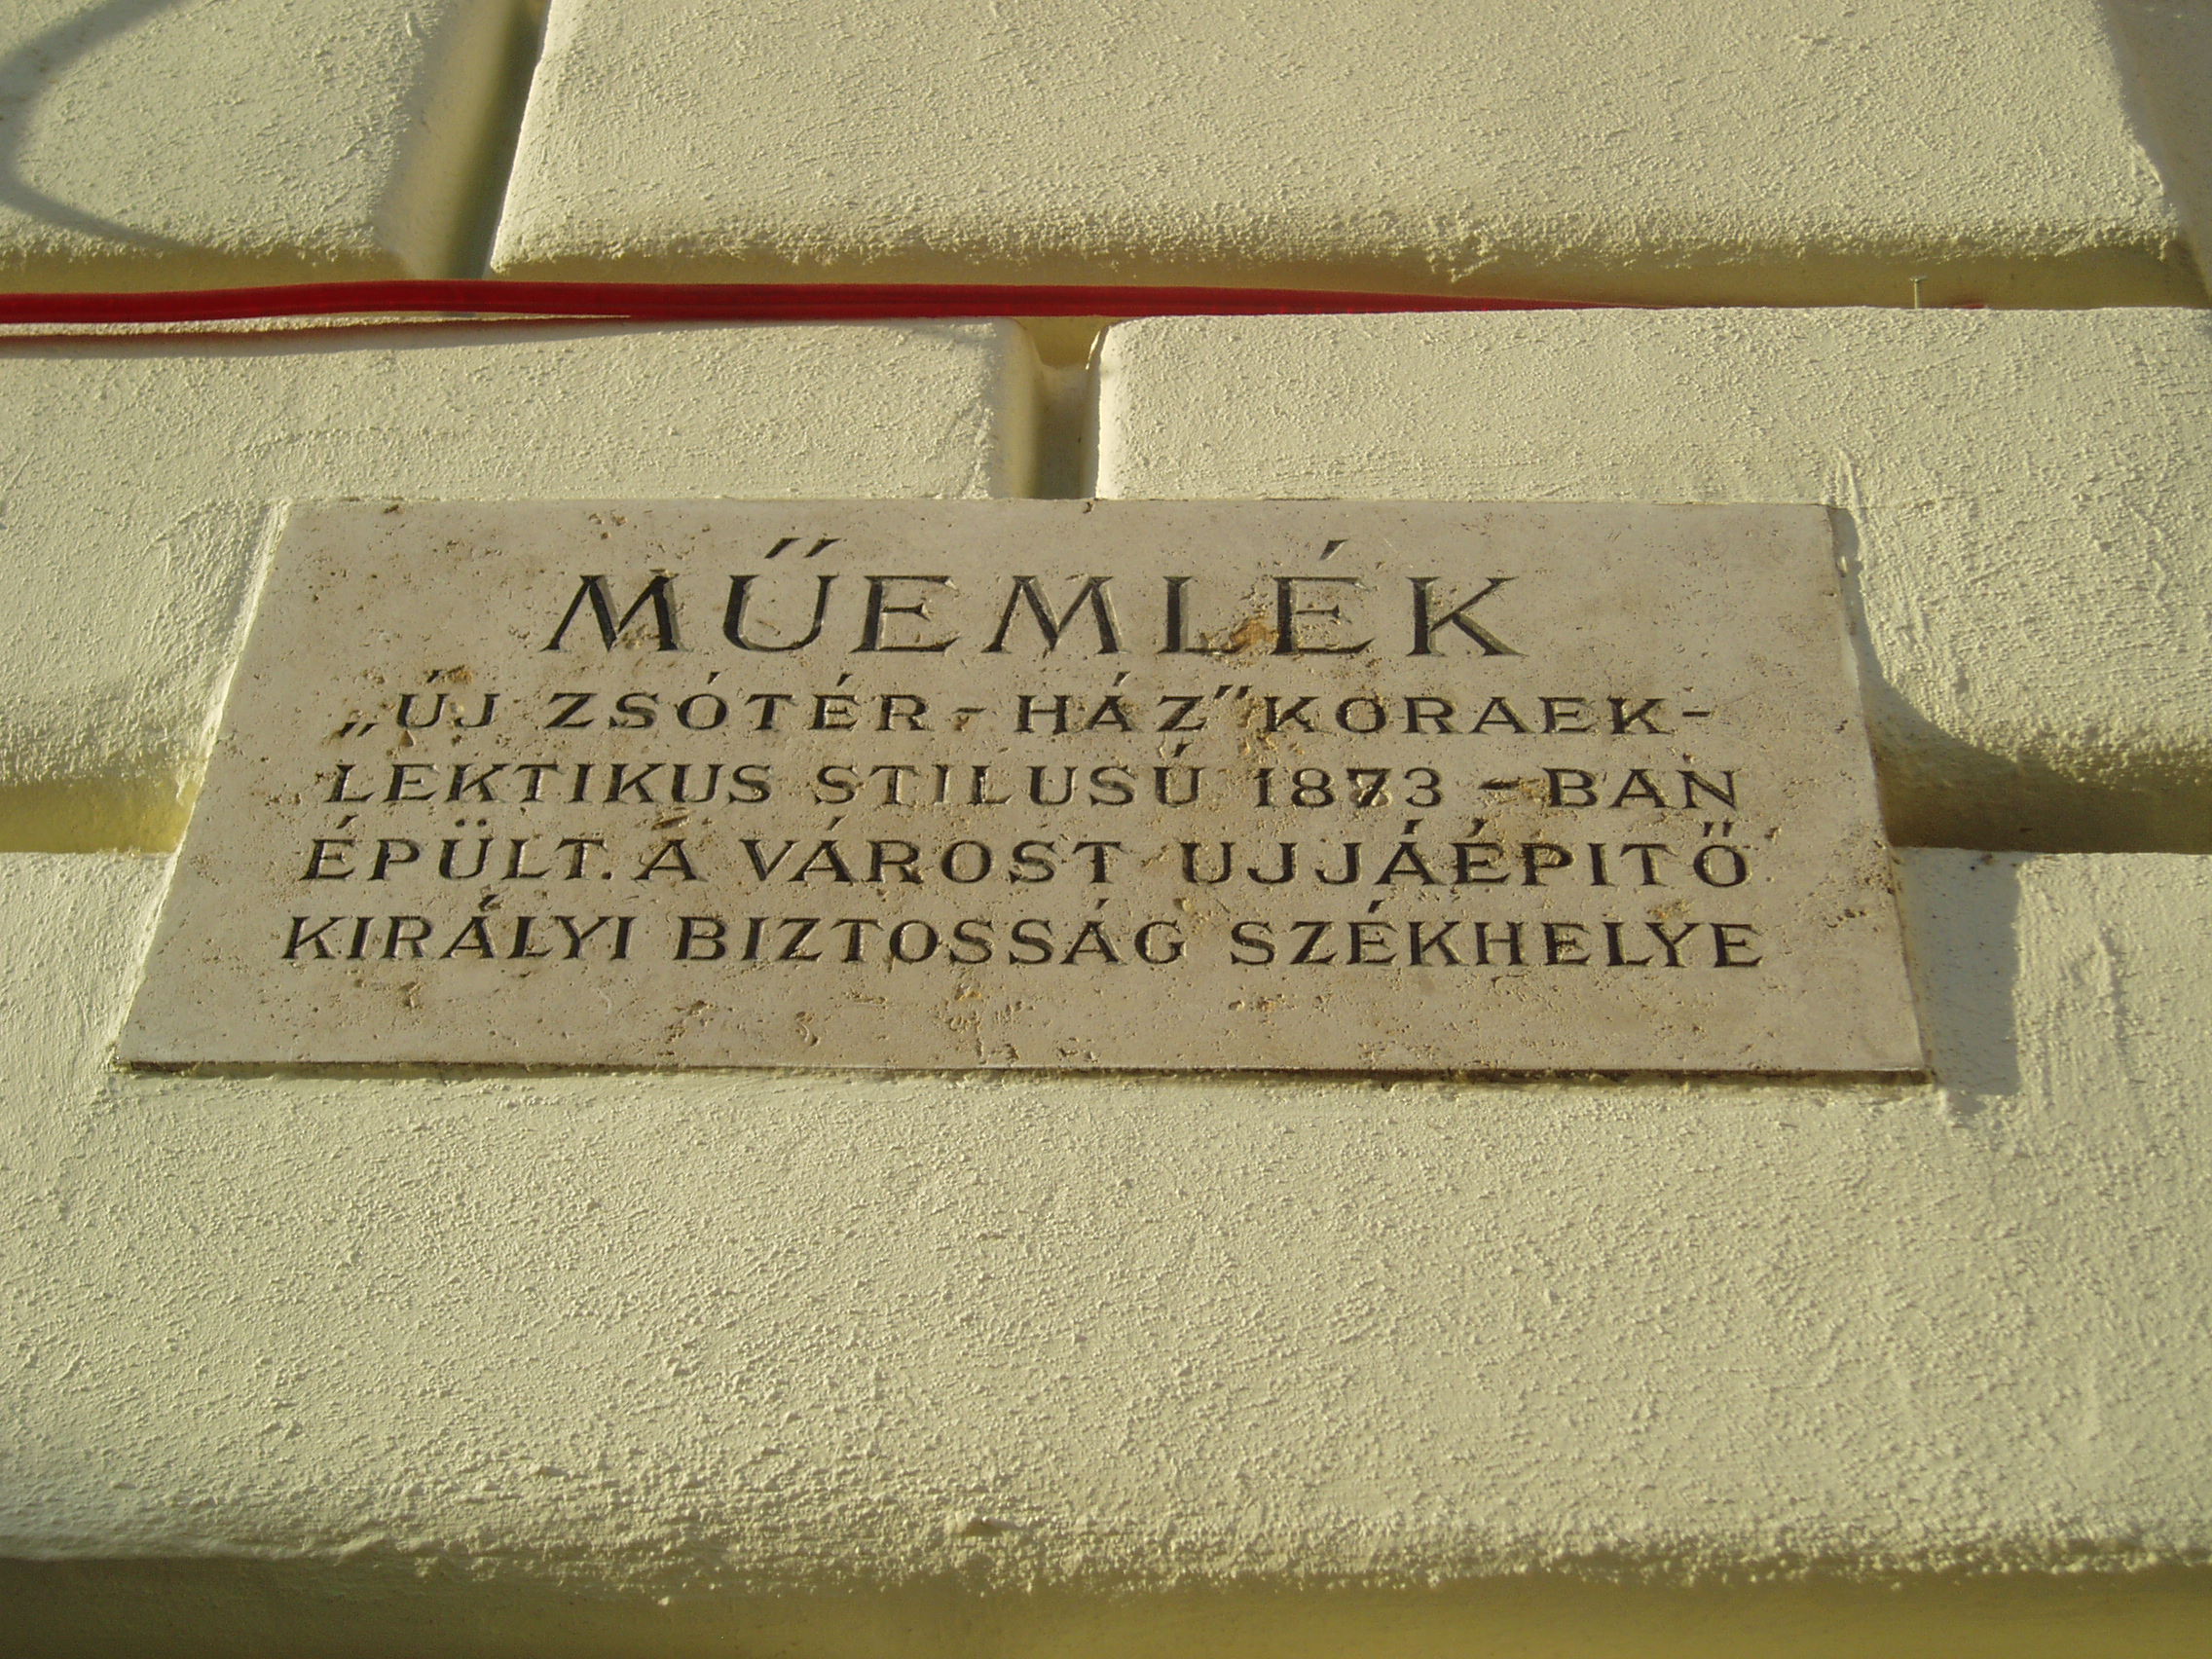 MŰEMLÉK
„ÚJ ZSÓTÉR - HÁZ” KORAEK-
LEKTIKUS STILUSÚ 1873 - BAN
ÉPÜLT. A VÁROST UJJÁÉPITŐ
KIRÁLYI BIZTOSSÁG SZÉKHELYE